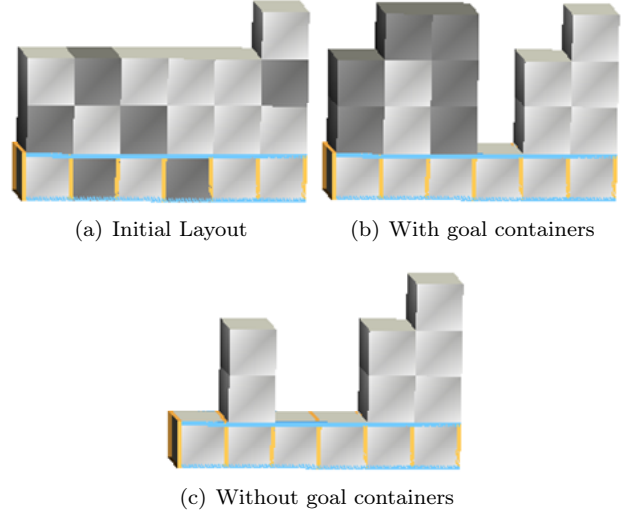 (a) Initial Layout
(b) With goal containers
(c) Without goal containers